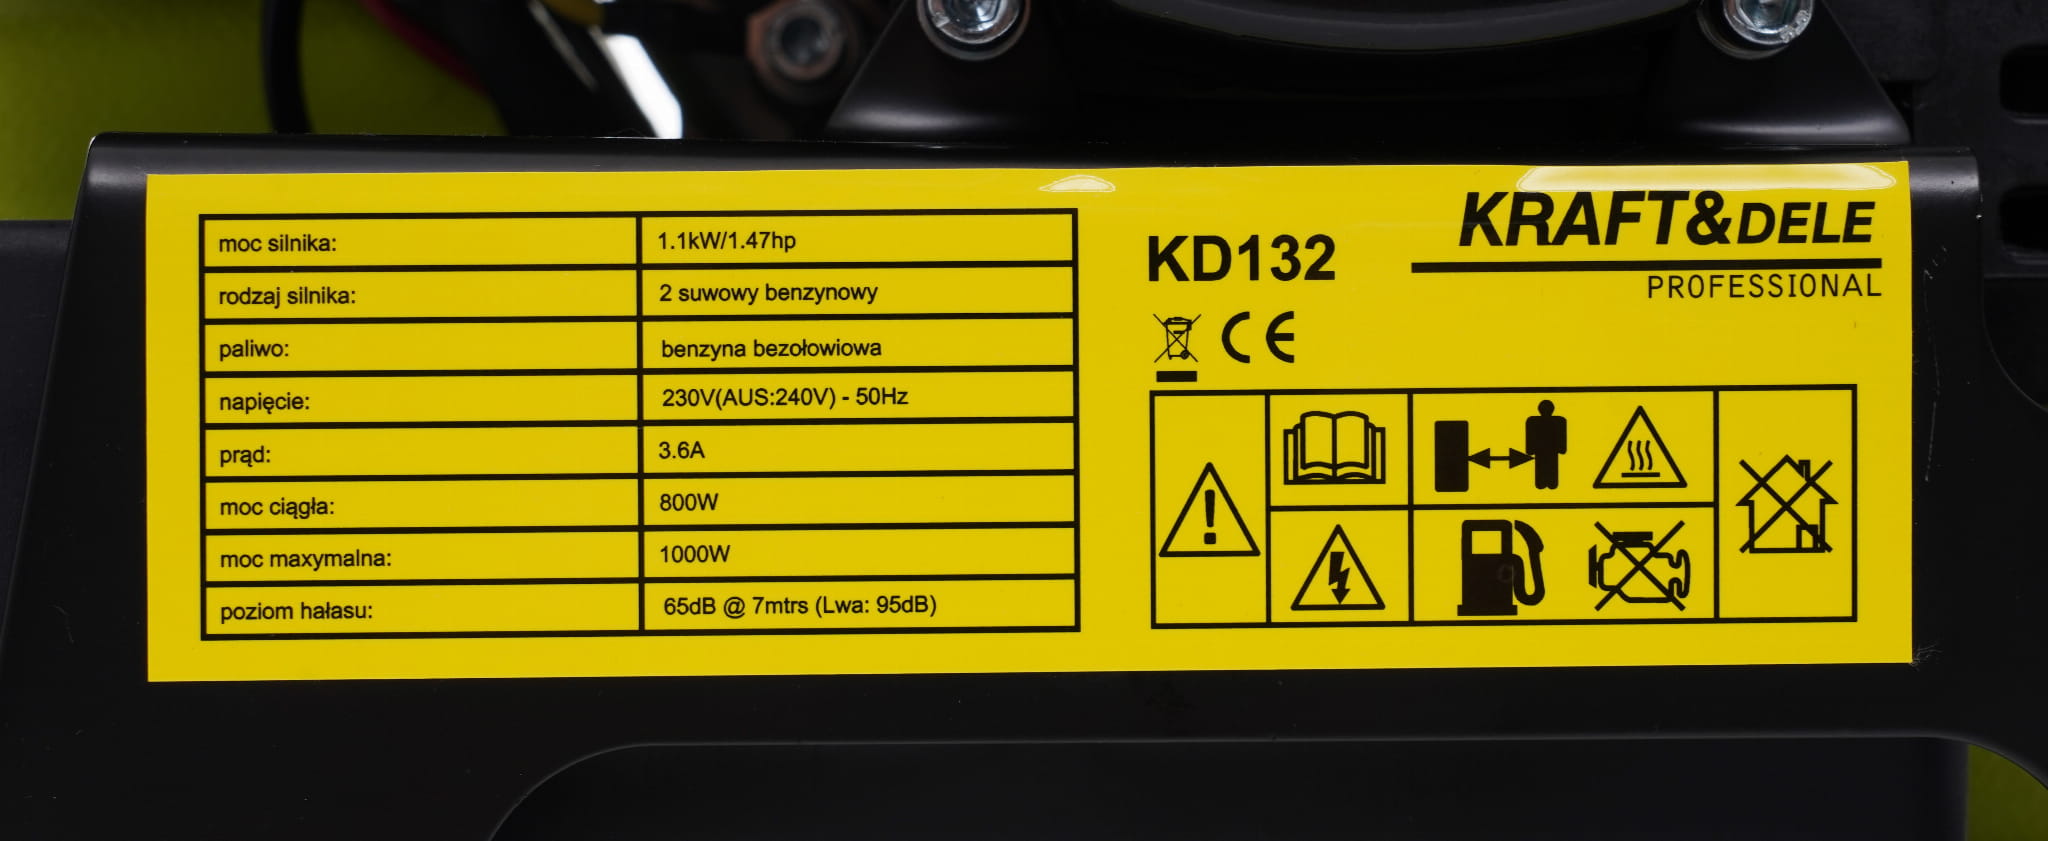 moc silnika: 1.1kW/1.47hp
rodzaj silnika: 2 suwowy benzynowy
paliwo: benzyna bezołowiowa
napięcie: 230V(AUS:240V) - 50Hz
prąd: 3.6A
moc ciągła: 800W
moc maxymalna: 1000W
poziom hałasu: 65dB @ 7mtrs (Lwa: 95dB)
KD132
KRAFT&DELE
PROFESSIONAL
CE